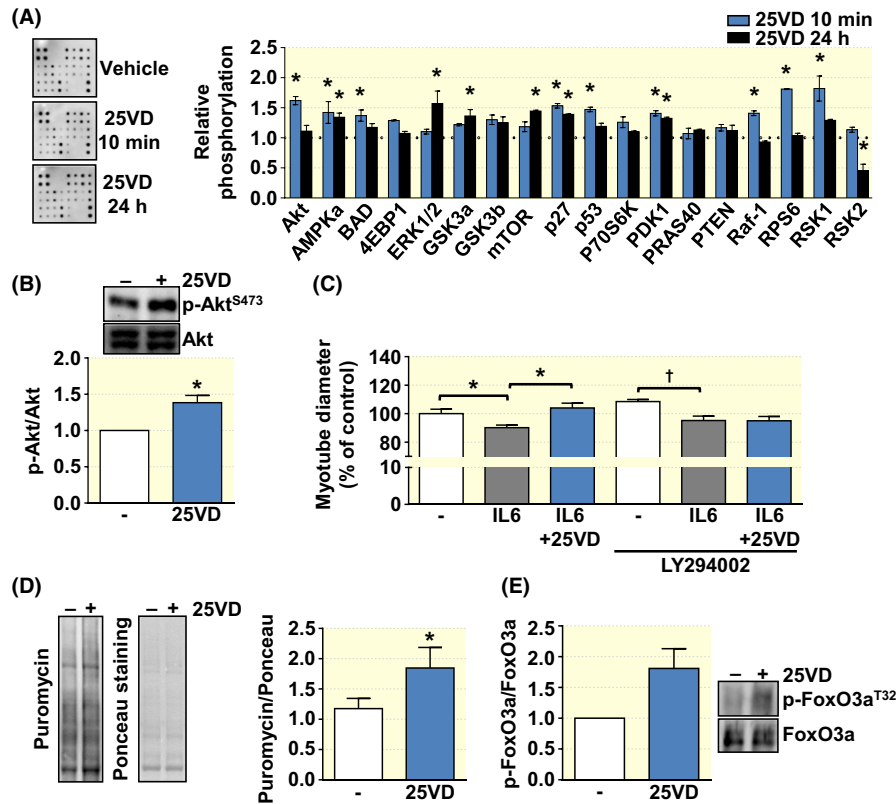 (A)
Vehicle
25VD
10 min
25VD
24 h
25VD 10 min
25VD 24 h
Relative
phosphorylation
2.5
2.0
1.5
1.0
0.5
0.0
* * * * * * * * * * * * * * * *
Akt AMPKa BAD 4EBP1 ERK1/2 GSK3a GSK3b mTOR p27 p53 P70S6K PDK1 PRAS40 PTEN Raf-1 RPS6 RSK1 RSK2
(B)
– + 25VD
p-Akt^S473
Akt
p-Akt/Akt
2.0
1.5
1.0
0.5
0.0
*
- 25VD
(C)
Myotube diameter
(% of control)
140
120
100
80
60
10
0
* * †
- IL6 IL6 - IL6 IL6
+25VD +25VD
LY294002
(D)
– + – + 25VD
Puromycin
Ponceau staining
Puromycin/Ponceau
2.5
2.0
1.5
1.0
0.5
0.0
*
- 25VD
(E)
p-FoxO3a/FoxO3a
2.5
2.0
1.5
1.0
0.5
0.0
- 25VD
– + 25VD
p-FoxO3a^T32
FoxO3a